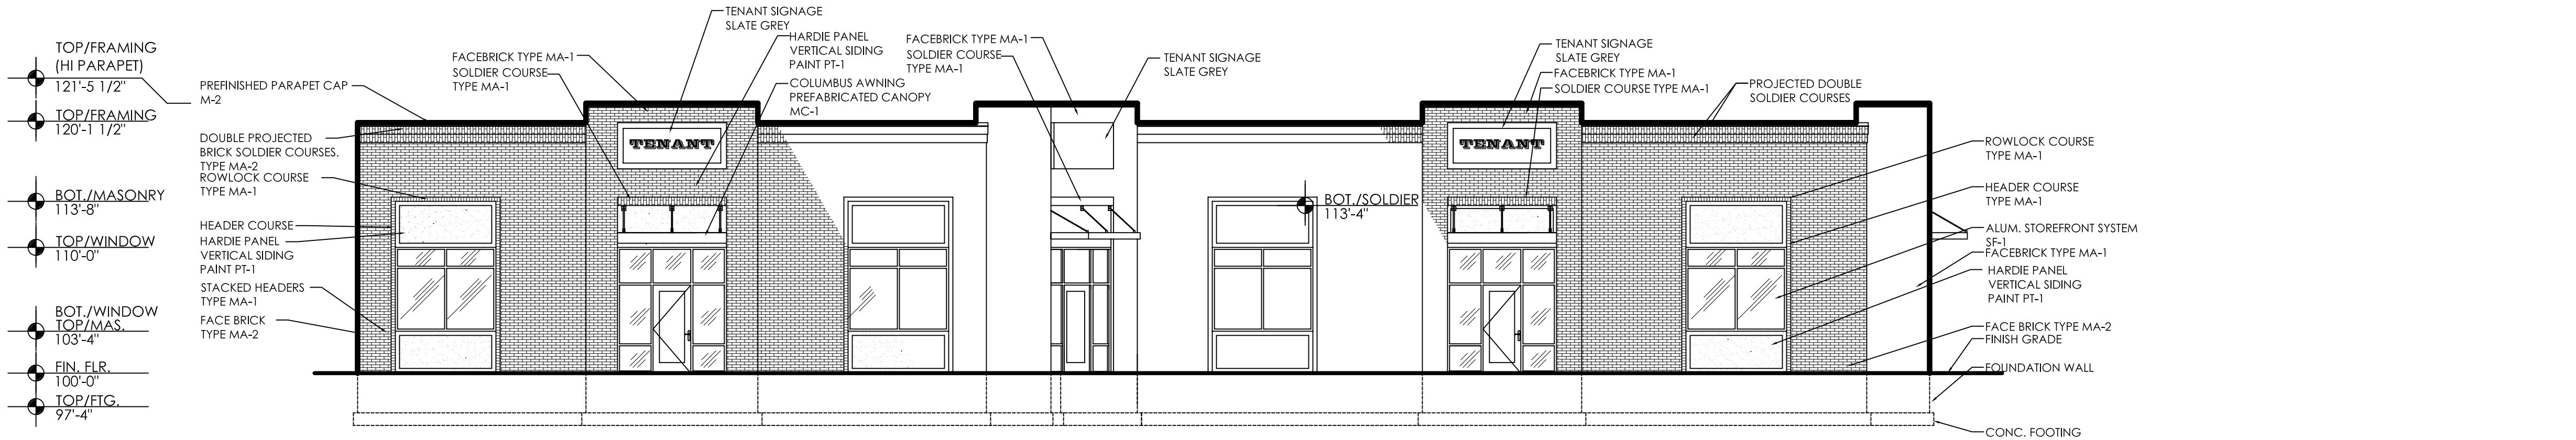 TOP/FRAMING
(HI PARAPET)
121'-5 1/2"
TOP/FRAMING
120'-1 1/2"
BOT./MASONRY
113'-8"
TOP/WINDOW
110'-0"
BOT./WINDOW
TOP/MAS.
103'-4"
FIN. FLR.
100'-0"
TOP/FTG.
97'-4"
PREFINISHED PARAPET CAP
M-2
DOUBLE PROJECTED
BRICK SOLDIER COURSES.
TYPE MA-2
ROWLOCK COURSE
TYPE MA-1
HEADER COURSE
HARDIE PANEL
VERTICAL SIDING
PAINT PT-1
STACKED HEADERS
TYPE MA-1
FACE BRICK
TYPE MA-2
FACEBRICK TYPE MA-1
SOLDIER COURSE
TYPE MA-1
TENANT SIGNAGE
SLATE GREY
HARDIE PANEL
VERTICAL SIDING
PAINT PT-1
COLUMBUS AWNING
PREFABRICATED CANOPY
MC-1
TENANT
FACEBRICK TYPE MA-1
SOLDIER COURSE
TYPE MA-1
TENANT SIGNAGE
SLATE GREY
BOT./SOLDIER
113'-4"
TENANT SIGNAGE
SLATE GREY
FACEBRICK TYPE MA-1
SOLDIER COURSE TYPE MA-1
TENANT
PROJECTED DOUBLE
SOLDIER COURSES
ROWLOCK COURSE
TYPE MA-1
HEADER COURSE
TYPE MA-1
ALUM. STOREFRONT SYSTEM
SF-1
FACEBRICK TYPE MA-1
HARDIE PANEL
VERTICAL SIDING
PAINT PT-1
FACE BRICK TYPE MA-2
FINISH GRADE
FOUNDATION WALL
CONC. FOOTING